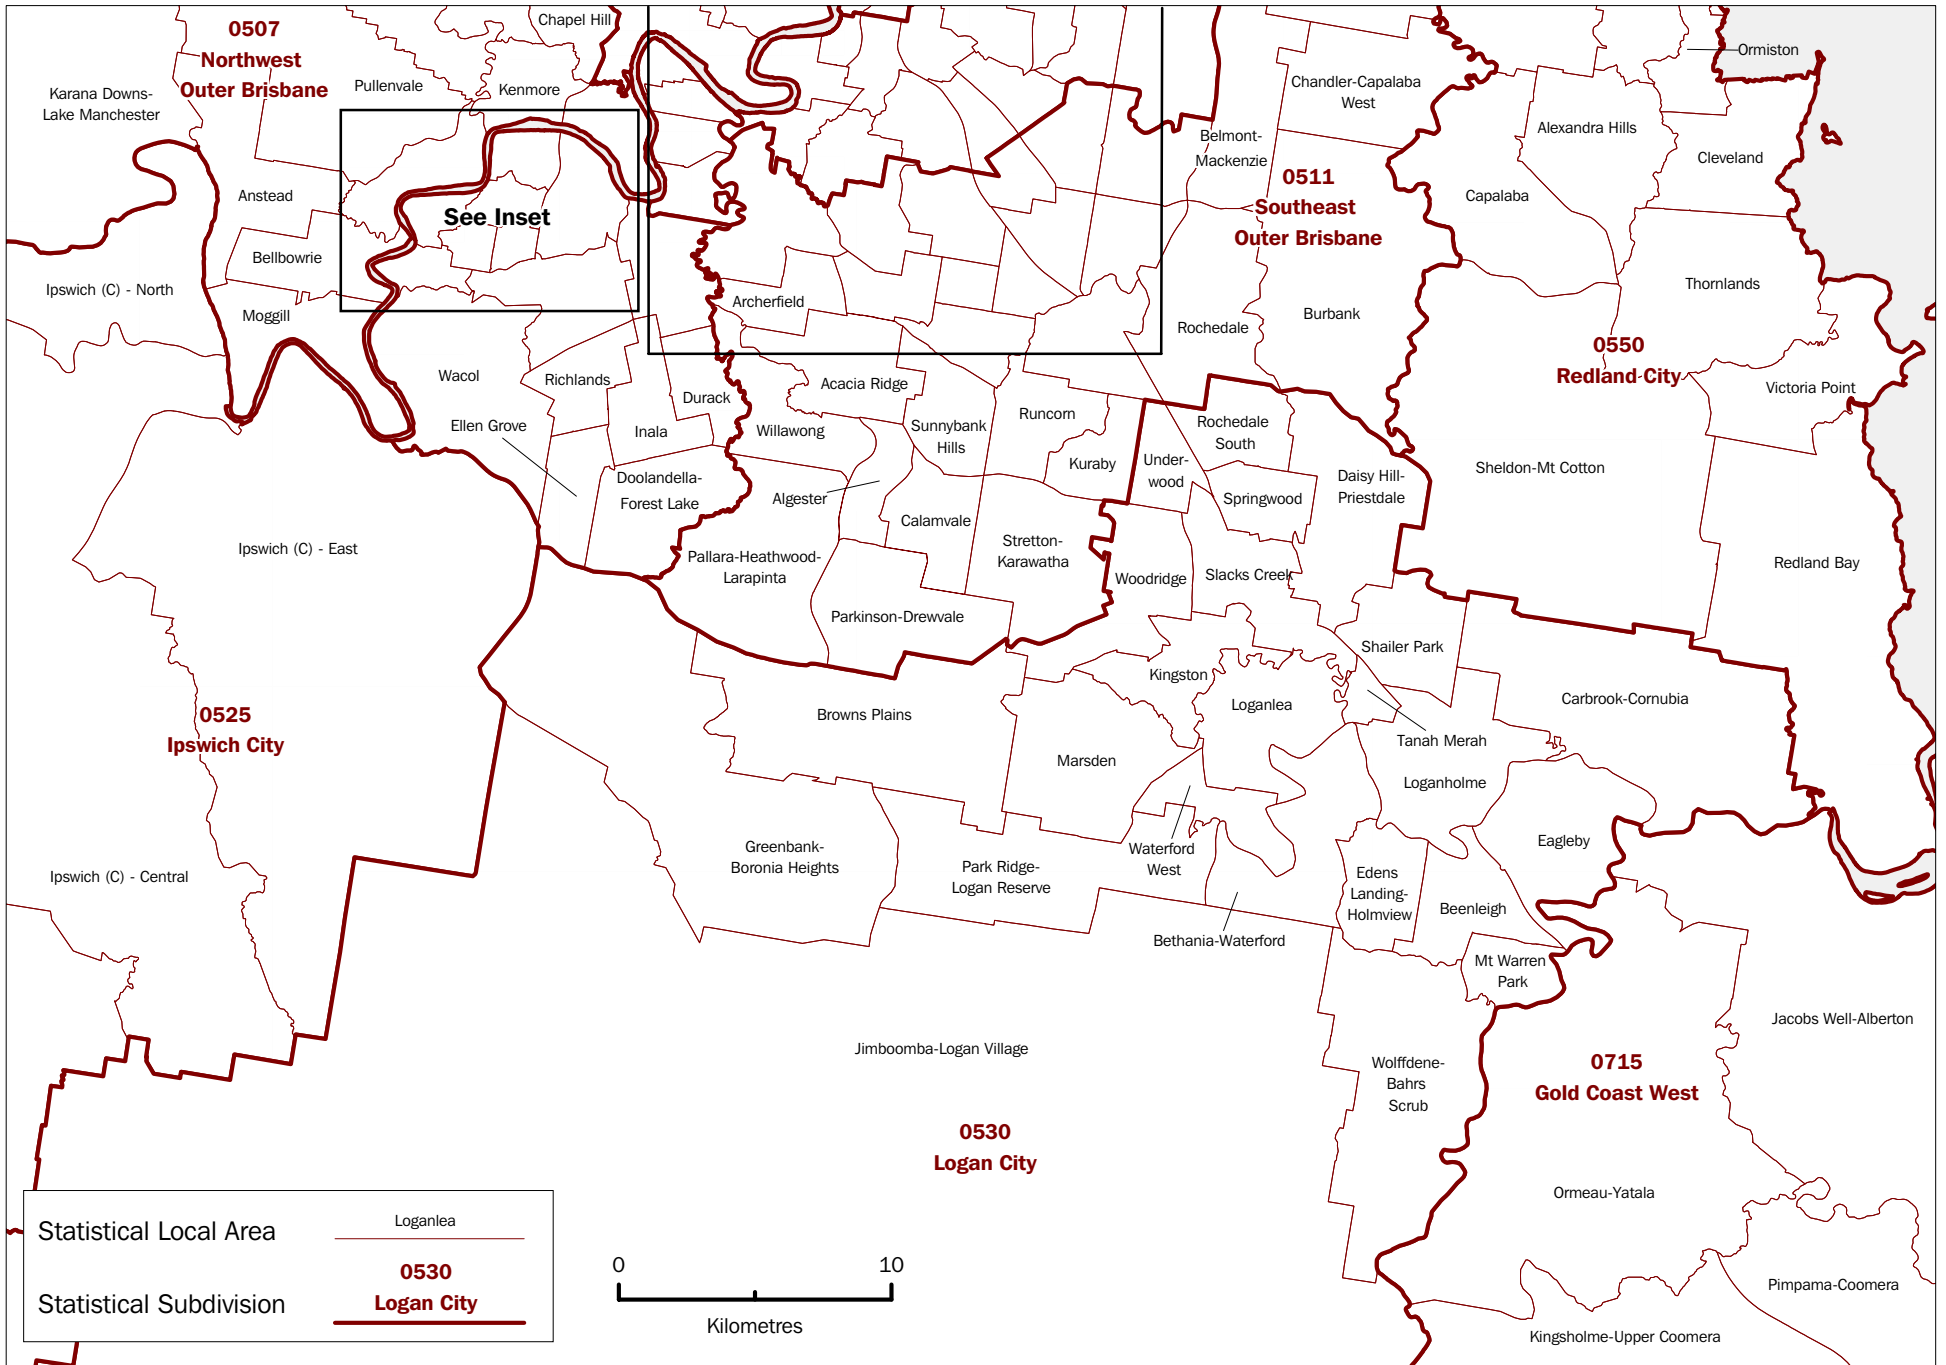 Chapel Hill
0507
Northwest
Outer Brisbane
Ormiston
Pullenvale
Kenmore
Karana Downs-
Lake Manchester
Chandler-Capalaba
West
Alexandra Hills
Belmont-
Mackenzie
Cleveland
0511
Southeast
Outer Brisbane
Anstead
Capalaba
See Inset
Bellbowrie
Ipswich (C) - North
Thornlands
Archerfield
Moggill
Rochedale
Burbank
0550
Redland City
Wacol
Richlands
Acacia Ridge
Victoria Point
Durack
Runcorn
Ellen Grove
Inala
Willawong
Sunnybank
Hills
Rochedale
South
Kuraby
Under-
wood
Sheldon-Mt Cotton
Doolandella-
Forest Lake
Algester
Springwood
Daisy Hill-
Priestdale
Calamvale
Ipswich (C) - East
Stretton-
Karawatha
Pallara-Heathwood-
Larapinta
Woodridge
Slacks Creek
Redland Bay
Parkinson-Drewvale
Shailer Park
Kingston
Loganlea
Carbrook-Cornubia
0525
Ipswich City
Browns Plains
Tanah Merah
Marsden
Loganholme
Eagleby
Greenbank-
Boronia Heights
Waterford
West
Park Ridge-
Logan Reserve
Edens
Landing-
Holmview
Ipswich (C) - Central
Beenleigh
Bethania-Waterford
Mt Warren
Park
Jacobs Well-Alberton
Jimboomba-Logan Village
Wolffdene-
Bahrs
Scrub
0715
Gold Coast West
0530
Logan City
Ormeau-Yatala
Statistical Local Area
Loganlea
0530
Logan City
Statistical Subdivision
0 10
Kilometres
Pimpama-Coomera
Kingsholme-Upper Coomera